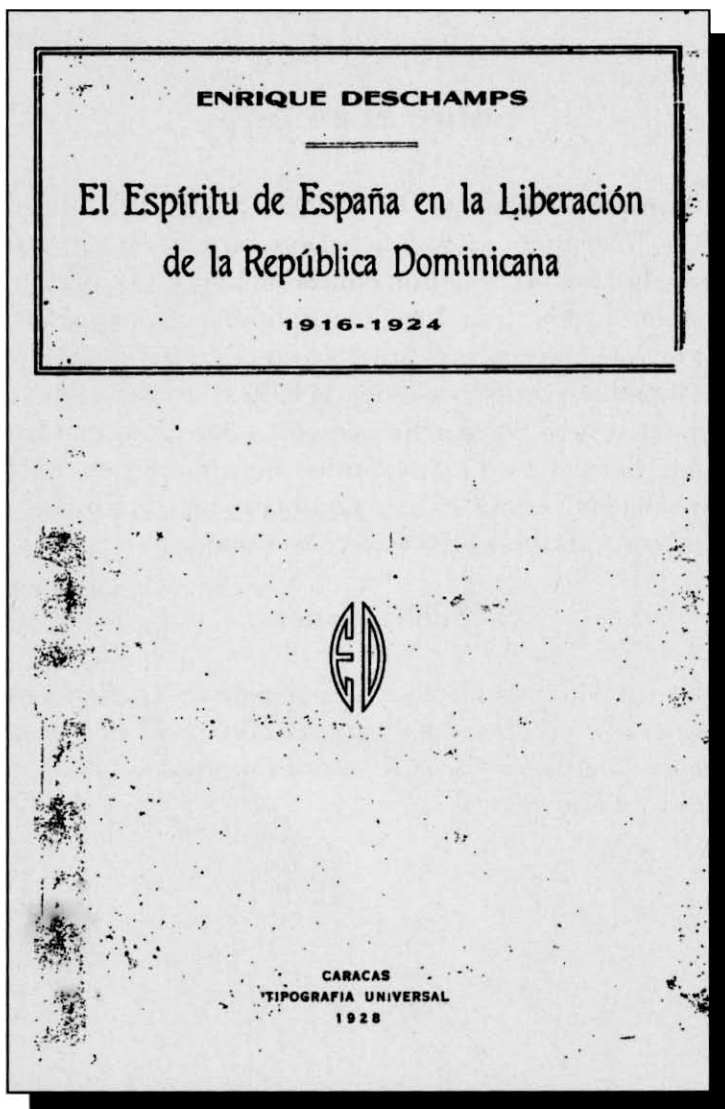 ENRIQUE DESCHAMPS
El Espíritu de España en la Liberación
de la República Dominicana
1916-1924
ED
CARACAS
TIPOGRAFIA UNIVERSAL
1928